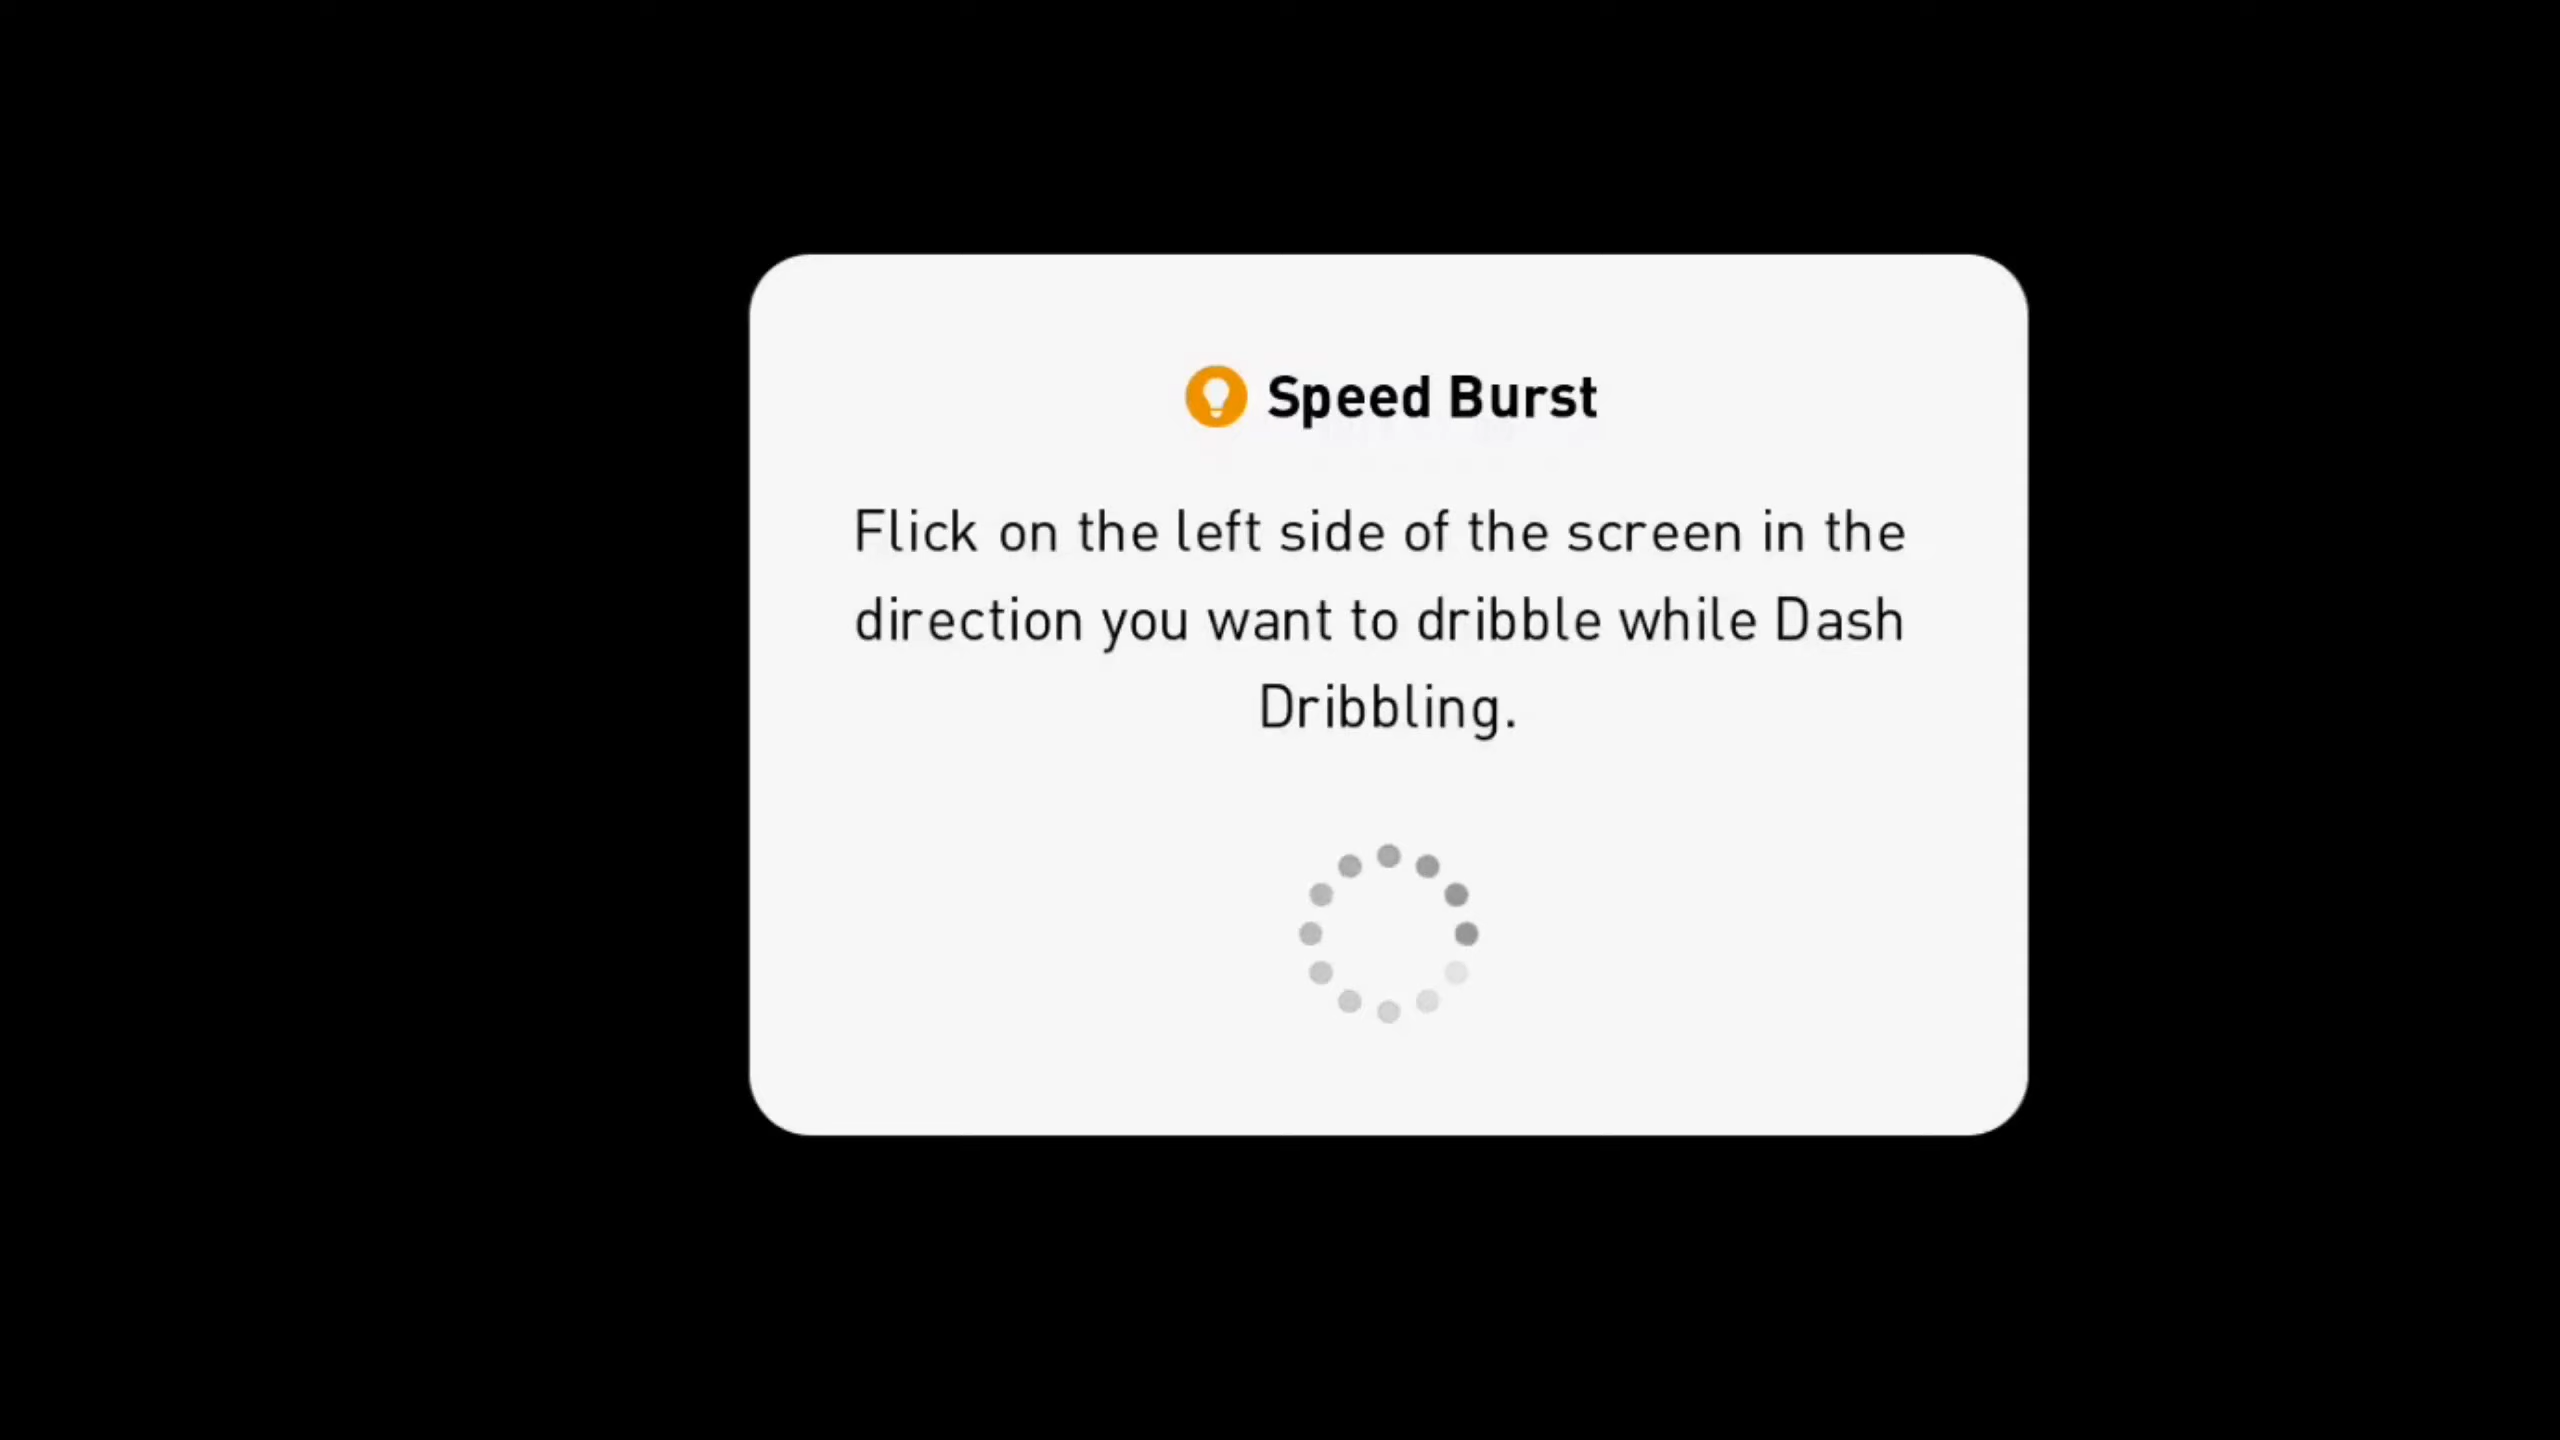 Speed Burst
Flick on the left side of the screen in the
direction you want to dribble while Dash
Dribbling.